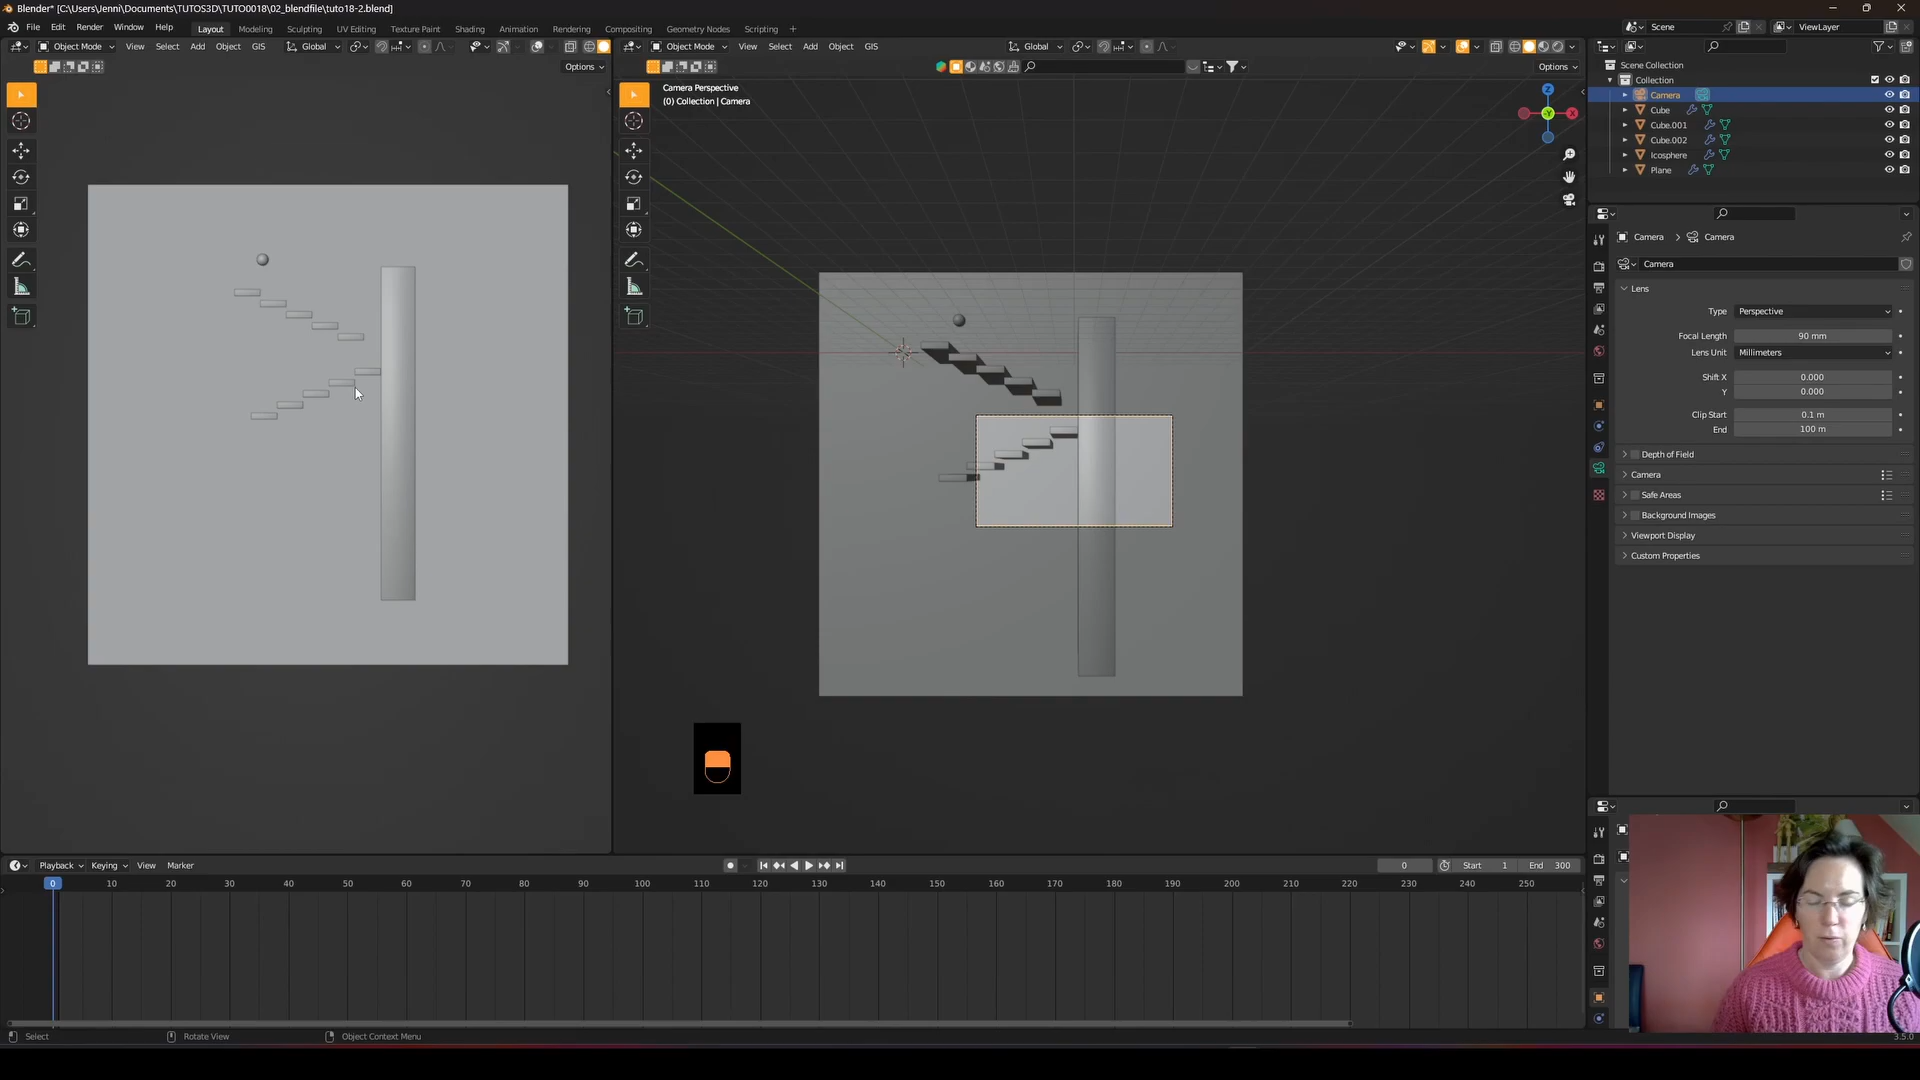 Blender* [C:\Users\Jenni\Documents\TUTOS3D\TUTO0018\02_blendfile\tuto18-2.blend]
File Edit Render Window Help Layout Modeling Sculpting UV Editing Texture Paint Shading Animation Rendering Compositing Geometry Nodes Scripting + Scene ViewLayer
Object Mode View Select Add Object GIS Global Object Mode View Select Add Object GIS Global
Options Options
Camera Perspective
(0) Collection | Camera
Z
Y
X
Scene Collection
Collection
Camera
Cube
Cube.001
Cube.002
Icosphere
Plane
Camera > Camera
Camera
Lens
Type Perspective
Focal Length 90 mm
Lens Unit Millimeters
Shift X 0.000
Y 0.000
Clip Start 0.1 m
End 100 m
Depth of Field
Camera
Safe Areas
Background Images
Viewport Display
Custom Properties
Playback Keying View Marker 0 Start 1 End 300
0 10 20 30 40 50 60 70 80 90 100 110 120 130 140 150 160 170 180 190 200 210 220 230 240 250
Select Rotate View Object Context Menu 3.5.0